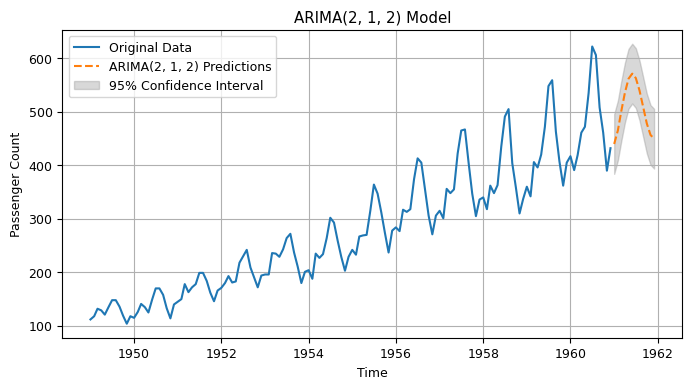 ARIMA(2, 1, 2) Model
Original Data
ARIMA(2, 1, 2) Predictions
95% Confidence Interval
Passenger Count
600
500
400
300
200
100
1950 1952 1954 1956 1958 1960 1962
Time